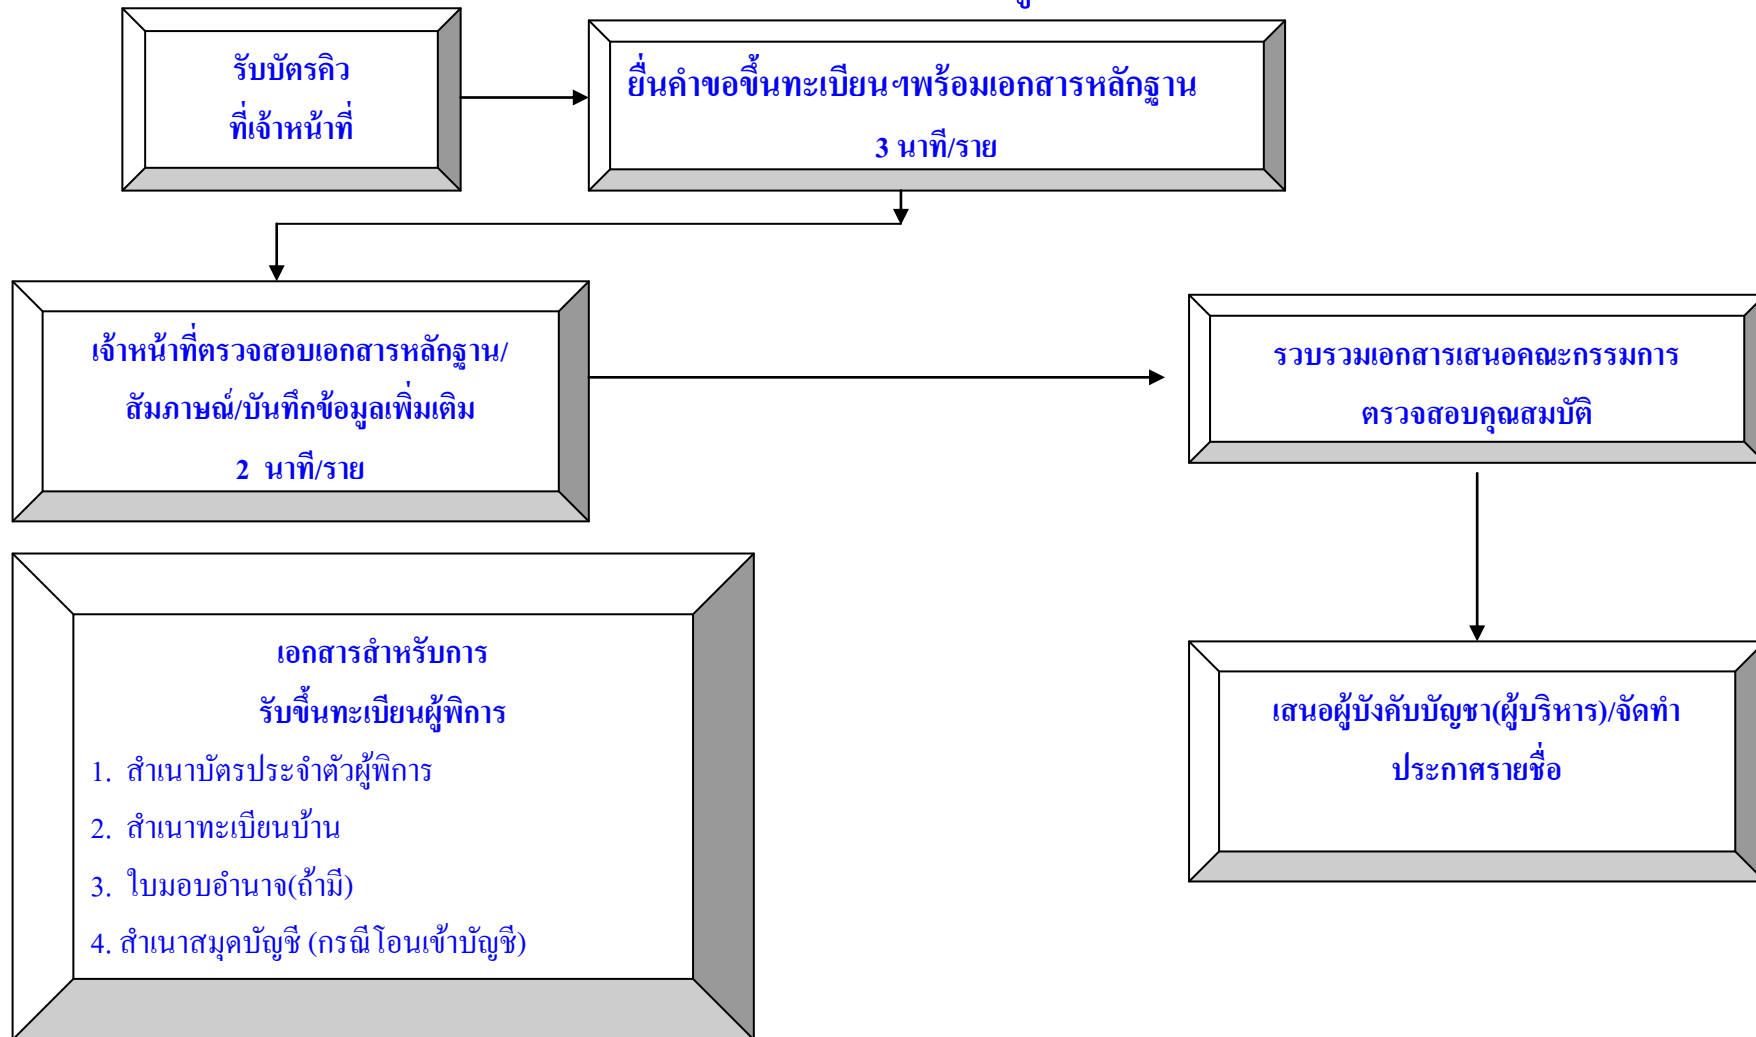 รับบัตรคิว
ที่เจ้าหน้าที่
ยื่นคำขอขึ้นทะเบียนฯพร้อมเอกสารหลักฐาน
3 นาที/ราย
เจ้าหน้าที่ตรวจสอบเอกสารหลักฐาน/
สัมภาษณ์/บันทึกข้อมูลเพิ่มเติม
2 นาที/ราย
รวบรวมเอกสารเสนอคณะกรรมการ
ตรวจสอบคุณสมบัติ
เอกสารสำหรับการ
รับขึ้นทะเบียนผู้พิการ
1. สำเนาบัตรประจำตัวผู้พิการ
2. สำเนาทะเบียนบ้าน
3. ใบมอบอำนาจ(ถ้ามี)
4. สำเนาสมุดบัญชี (กรณีโอนเข้าบัญชี)
เสนอผู้บังคับบัญชา(ผู้บริหาร)/จัดทำ
ประกาศรายชื่อ